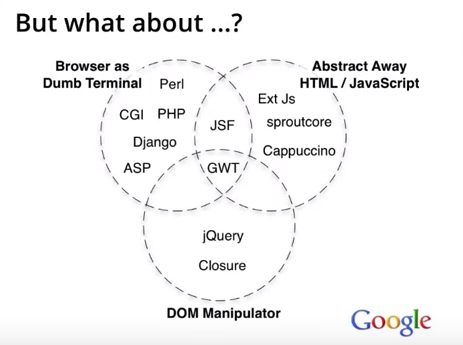 But what about ...?
Browser as
Dumb Terminal
Abstract Away
HTML / JavaScript
Perl
CGI PHP
Django
ASP
JSF
GWT
Ext Js
sproutcore
Cappuccino
jQuery
Closure
DOM Manipulator
Google